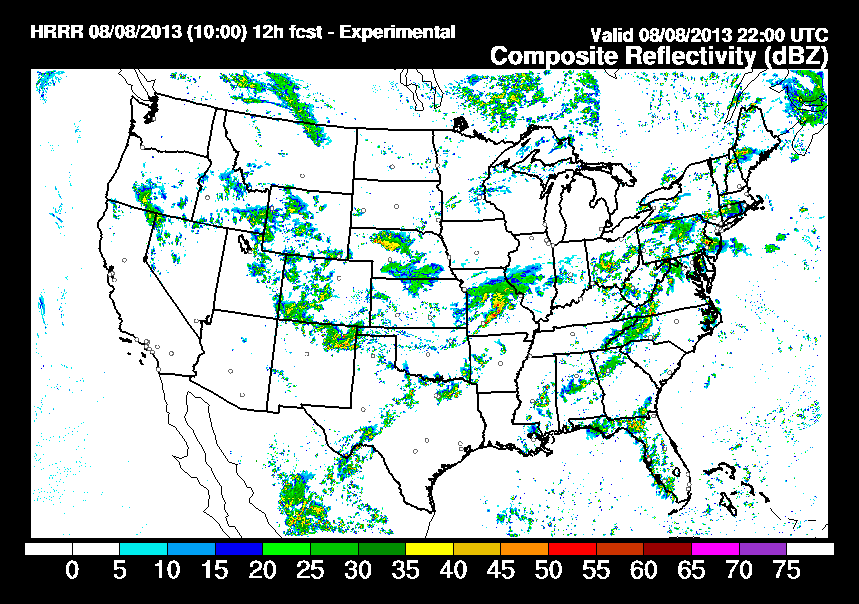 HRRR 08/08/2013 (10:00) 12h fcst - Experimental
Valid 08/08/2013 22:00 UTC
Composite Reflectivity (dBZ)
0 5 10 15 20 25 30 35 40 45 50 55 60 65 70 75